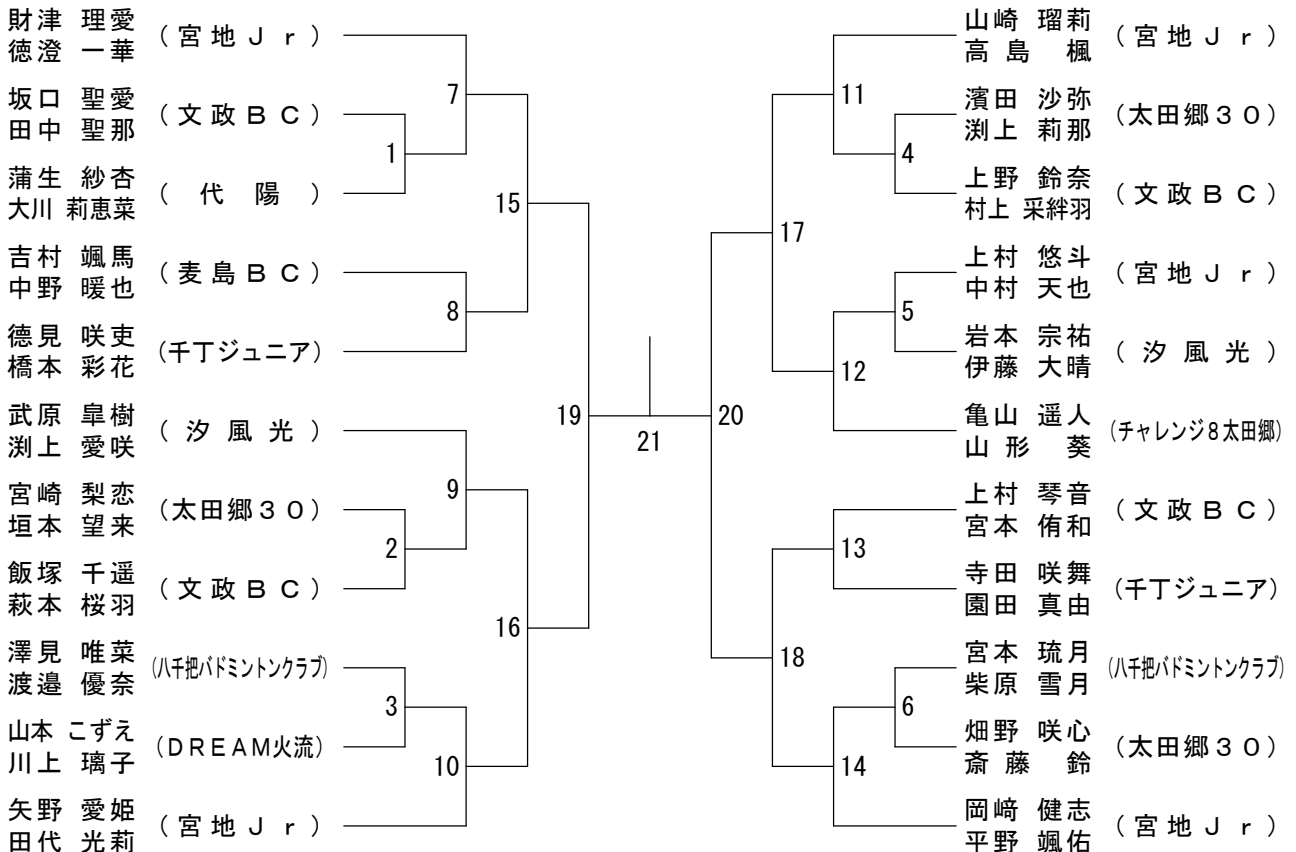 財津 理愛
徳澄 一華
(宮地Jr)
坂口 聖愛
田中 聖那
(文政BC)
蒲生 紗杏
大川 莉恵菜
(代陽)
吉村 颯馬
中野 暖也
(麦島BC)
德見 咲吏
橋本 彩花
(千丁ジュニア)
武原 皐樹
渕上 愛咲
(汐風光)
宮崎 梨恋
垣本 望来
(太田郷30)
飯塚 千遥
萩本 桜羽
(文政BC)
澤見 唯菜
渡邉 優奈
(八千把バドミントンクラブ)
山本 こずえ
川上 璃子
(DREAM火流)
矢野 愛姫
田代 光莉
(宮地Jr)
7
1
15
8
19
9
2
16
3
10
21
20
11
4
17
5
12
13
18
6
14
山崎 瑠莉
高島 楓
(宮地Jr)
濱田 沙弥
渕上 莉那
(太田郷30)
上野 鈴奈
村上 采絆羽
(文政BC)
上村 悠斗
中村 天也
(宮地Jr)
岩本 宗祐
伊藤 大晴
(汐風光)
亀山 遥人
山形 葵
(チャレンジ8太田郷)
上村 琴音
宮本 侑和
(文政BC)
寺田 咲舞
園田 真由
(千丁ジュニア)
宮本 琉月
柴原 雪月
(八千把バドミントンクラブ)
畑野 咲心
斎藤 鈴
(太田郷30)
岡﨑 健志
平野 颯佑
(宮地Jr)